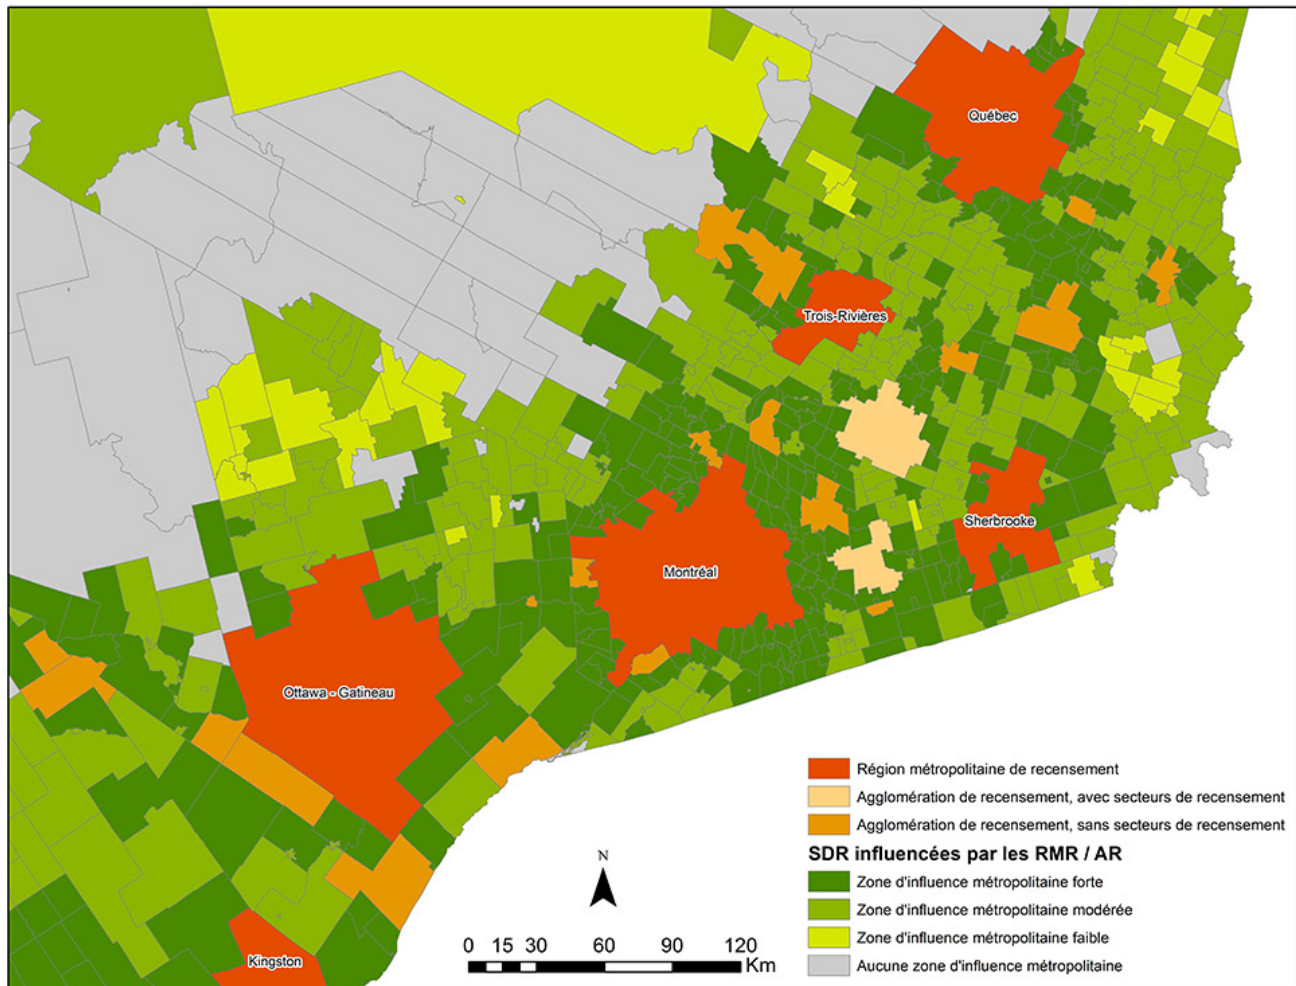 Québec
Trois-Rivières
Sherbrooke
Montréal
Ottawa - Gatineau
Kingston
Région métropolitaine de recensement
Agglomération de recensement, avec secteurs de recensement
Agglomération de recensement, sans secteurs de recensement
SDR influencées par les RMR / AR
Zone d'influence métropolitaine forte
Zone d'influence métropolitaine modérée
Zone d'influence métropolitaine faible
Aucune zone d'influence métropolitaine
N
0 15 30 60 90 120
Km